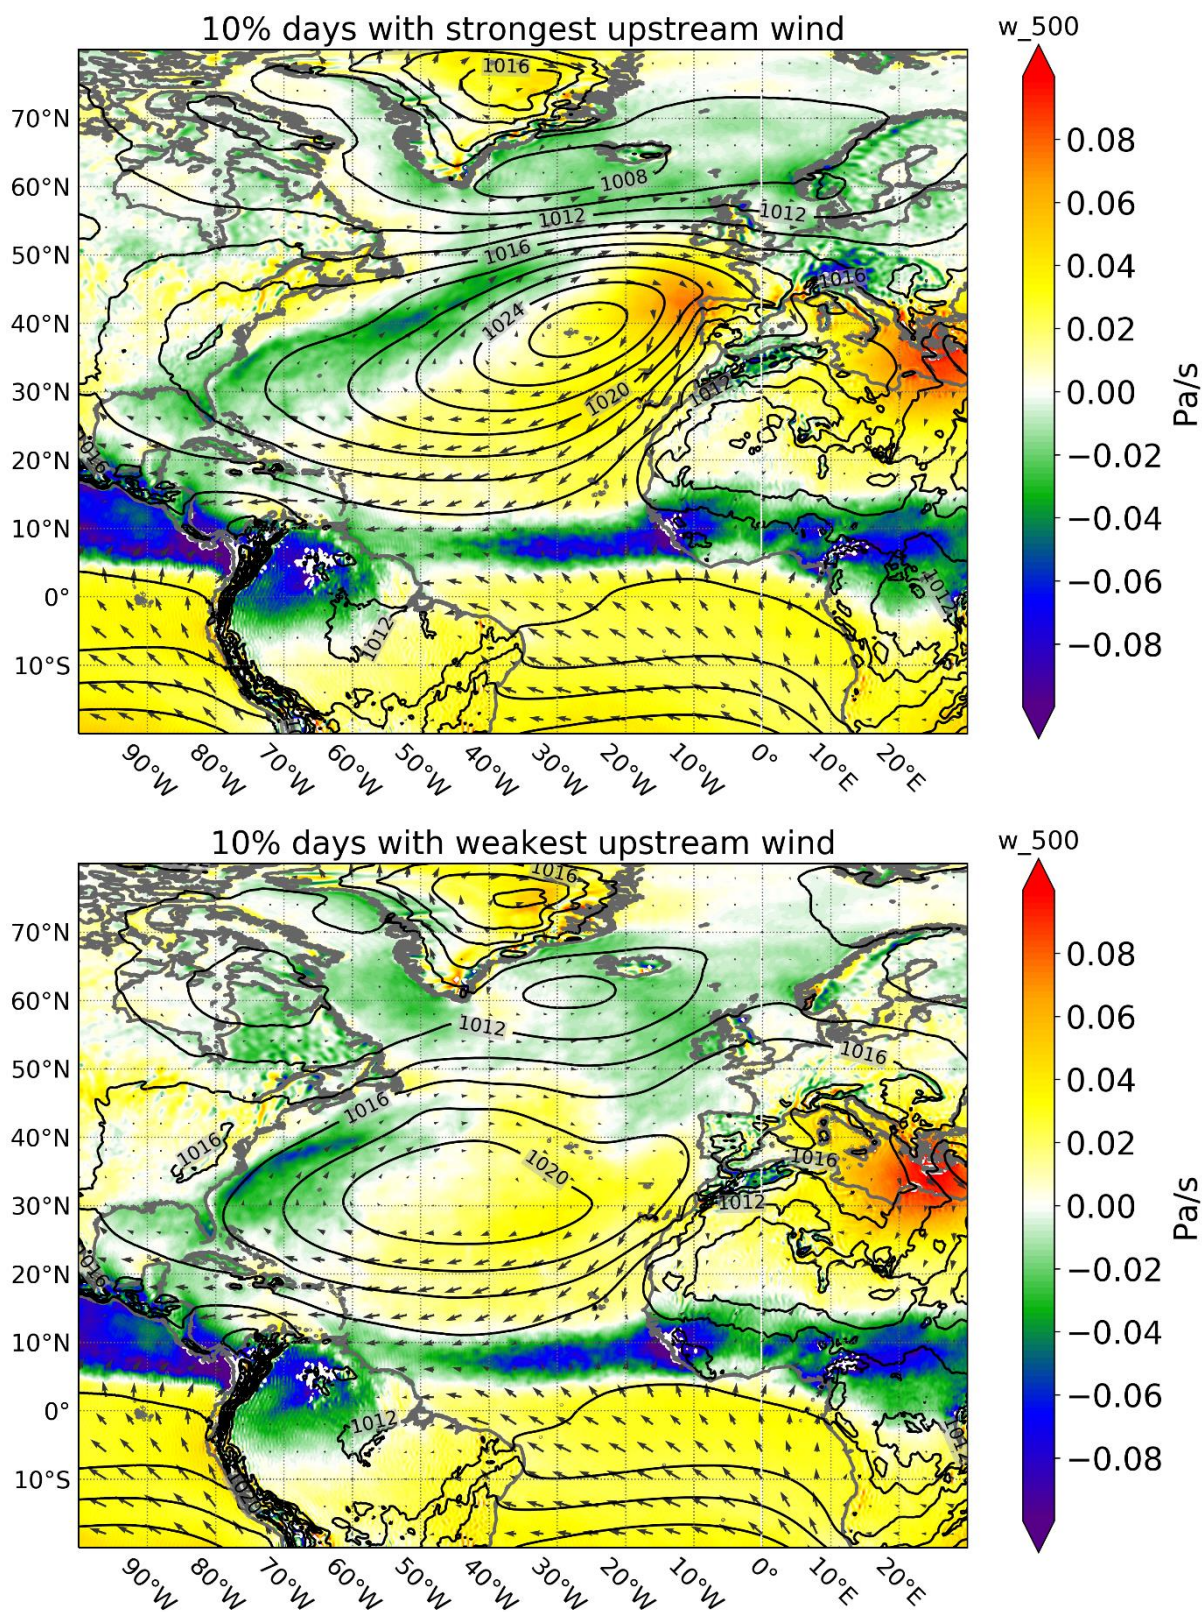 10% days with strongest upstream wind
w_500
70°N
60°N
50°N
40°N
30°N
20°N
10°N
0°
10°S
90°W
80°W
70°W
60°W
50°W
40°W
30°W
20°W
10°W
0°
10°E
20°E
1016
1008
1012
1012
1016
1016
1024
1020
1012
1016
1012
1012
0.08
0.06
0.04
0.02
0.00
−0.02
−0.04
−0.06
−0.08
Pa/s
10% days with weakest upstream wind
w_500
70°N
60°N
50°N
40°N
30°N
20°N
10°N
0°
10°S
90°W
80°W
70°W
60°W
50°W
40°W
30°W
20°W
10°W
0°
10°E
20°E
1016
1012
1016
1016
1016
1020
1016
1012
1016
1012
1020
0.08
0.06
0.04
0.02
0.00
−0.02
−0.04
−0.06
−0.08
Pa/s